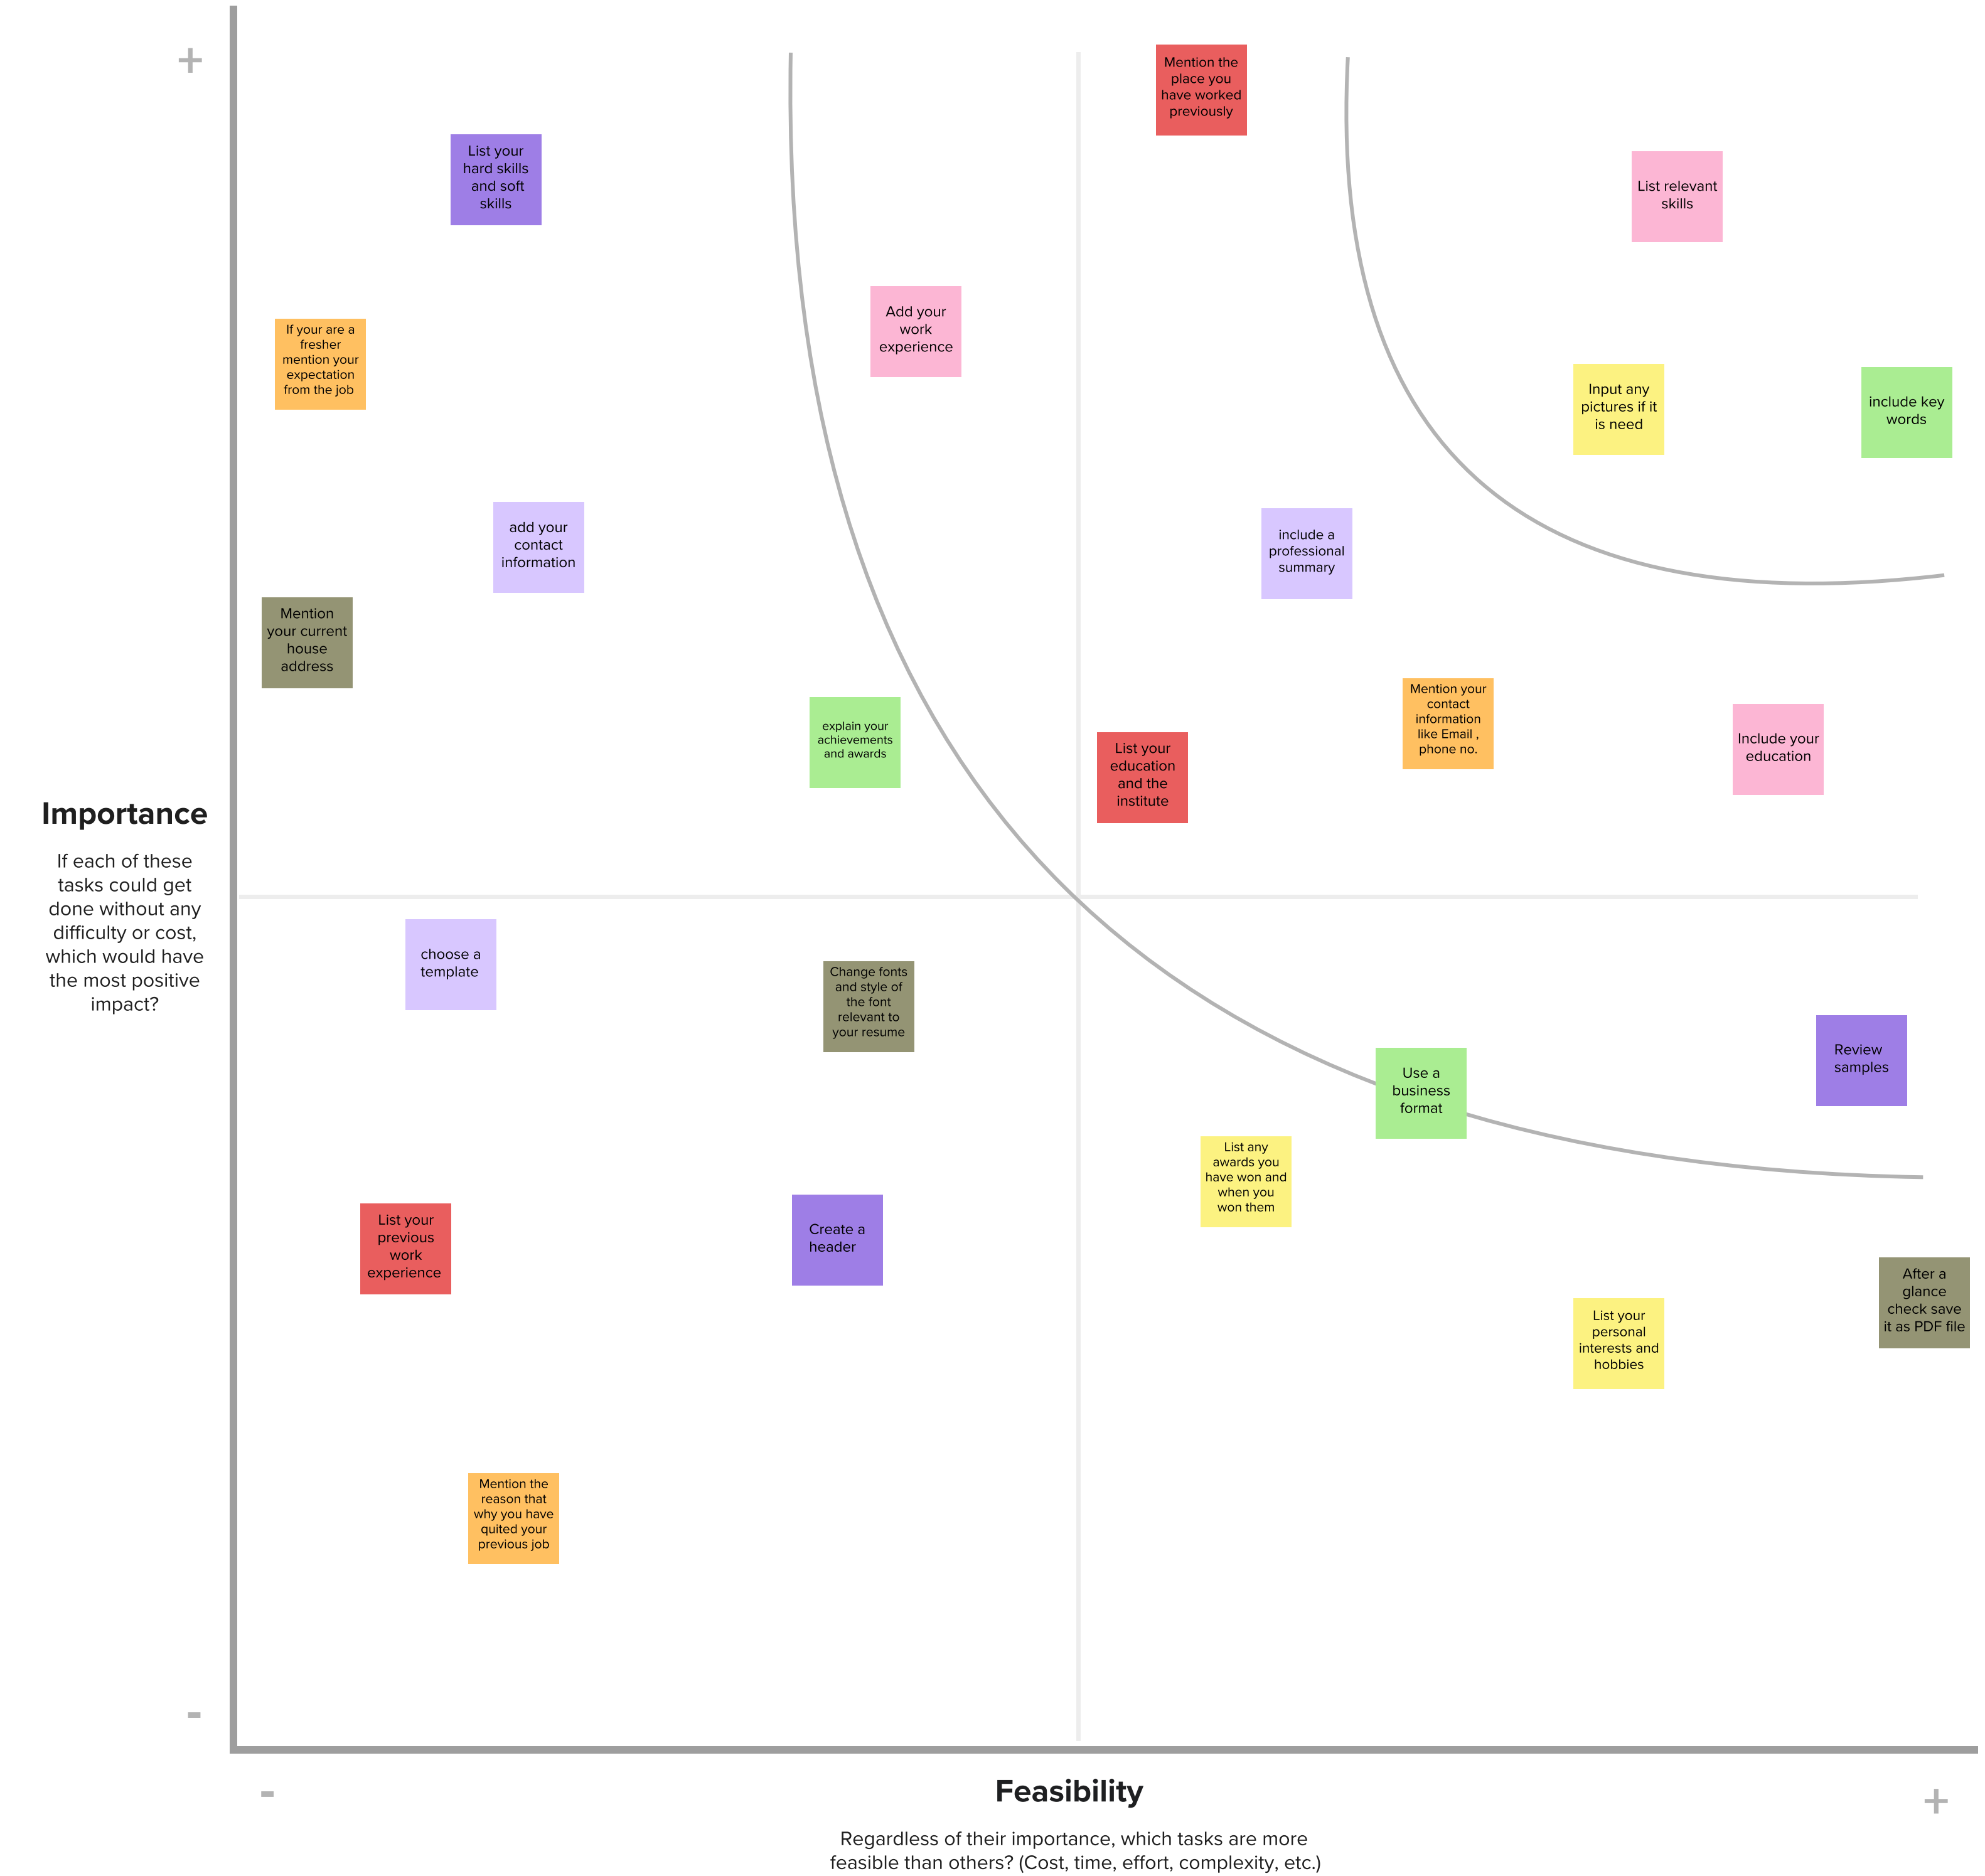 +
Mention the
place you
have worked
previously
List your
hard skills
and soft
skills
List relevant
skills
Add your
work
experience
If your are a
fresher
mention your
expectation
from the job
Input any
pictures if it
is need
include key
words
add your
contact
information
include a
professional
summary
Mention
your current
house
address
explain your
achievements
and awards
Mention your
contact
information
like Email ,
phone no.
Include your
education
List your
education
and the
institute
Importance
If each of these
tasks could get
done without any
difficulty or cost,
which would have
the most positive
impact?
choose a
template
Change fonts
and style of
the font
relevant to
your resume
Review
samples
Use a
business
format
List any
awards you
have won and
when you
won them
List your
previous
work
experience
Create a
header
After a
glance
check save
it as PDF file
List your
personal
interests and
hobbies
Mention the
reason that
why you have
quited your
previous job
-
-
Feasibility
+
Regardless of their importance, which tasks are more
feasible than others? (Cost, time, effort, complexity, etc.)